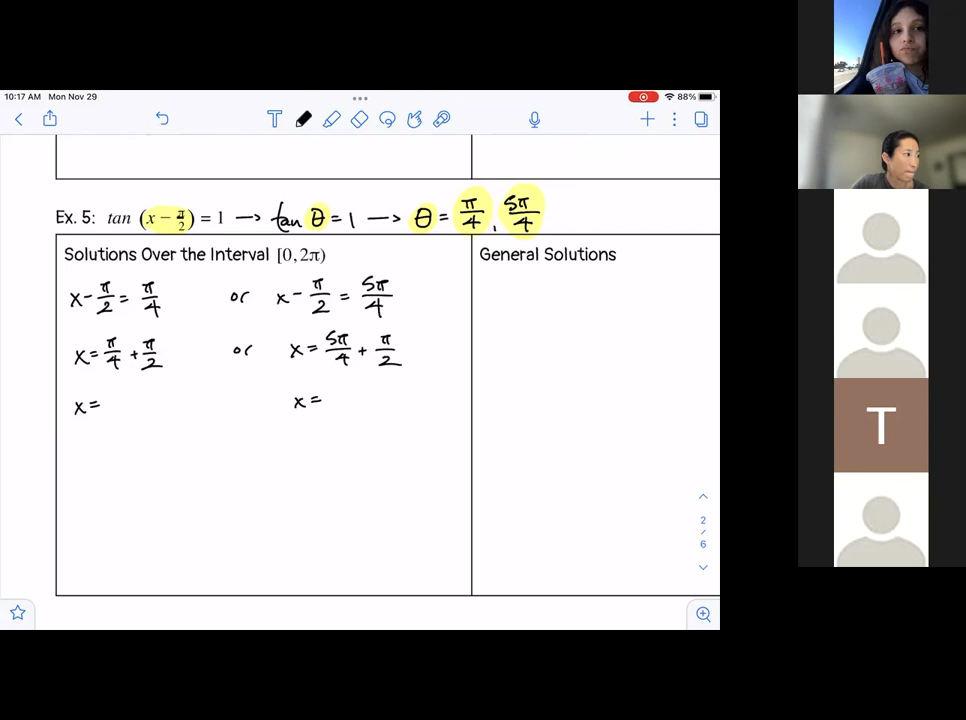 10:17 AM Mon Nov 29
88%
Ex. 5: tan (x − π/2) = 1 → tan θ = 1 → θ = π/4, 5π/4
Solutions Over the Interval [0, 2π)
General Solutions
x − π/2 = π/4 or x − π/2 = 5π/4
x = π/4 + π/2 or x = 5π/4 + π/2
x = x =
2
/
6
T